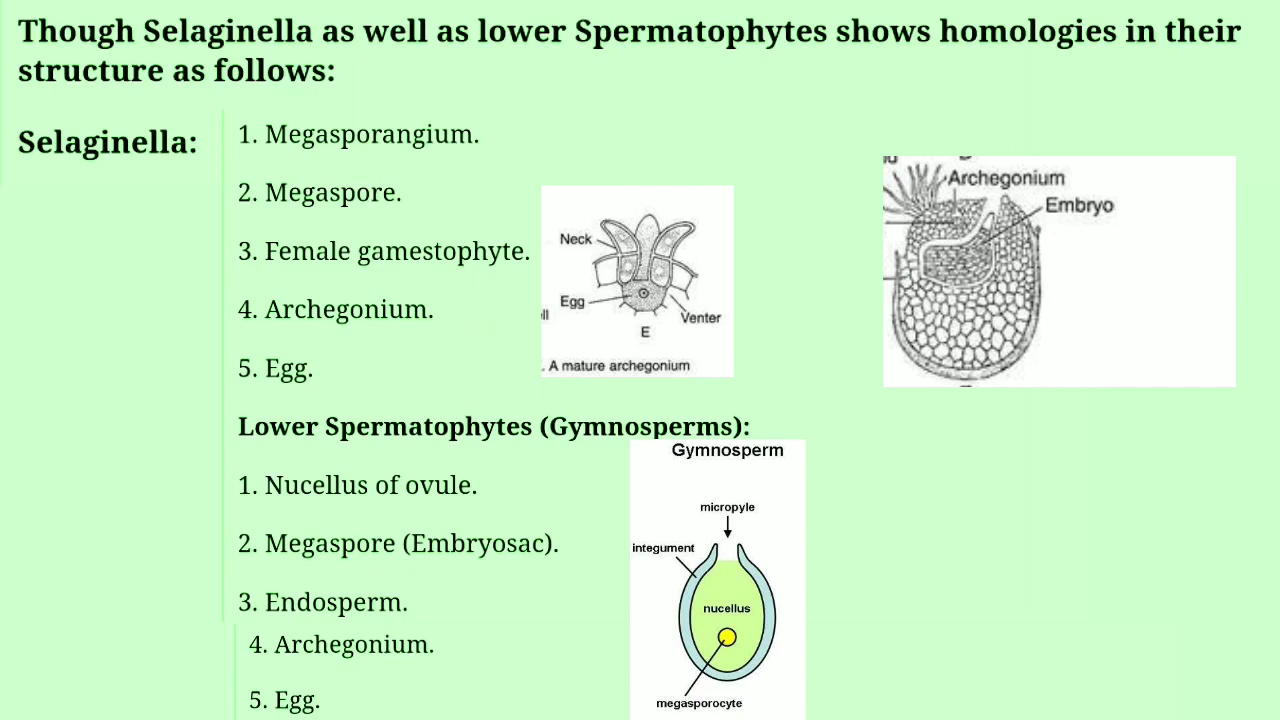 Though Selaginella as well as lower Spermatophytes shows homologies in their
structure as follows:
Selaginella:
1. Megasporangium.
2. Megaspore.
3. Female gamestophyte.
4. Archegonium.
5. Egg.
Neck
Egg
ll
Venter
E
. A mature archegonium
Archegonium
Embryo
Lower Spermatophytes (Gymnosperms):
1. Nucellus of ovule.
2. Megaspore (Embryosac).
3. Endosperm.
4. Archegonium.
5. Egg.
Gymnosperm
micropyle
integument
nucellus
megasporocyte